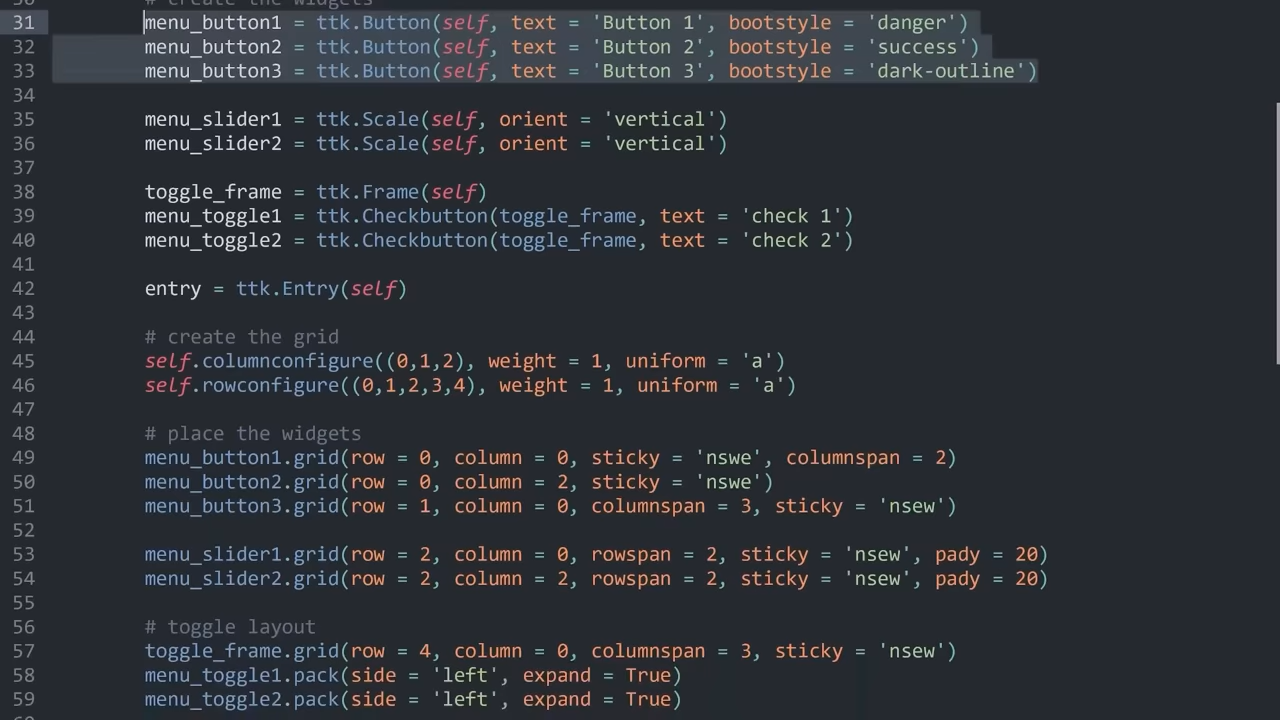 # create the widgets
31 menu_button1 = ttk.Button(self, text = 'Button 1', bootstyle = 'danger')
32 menu_button2 = ttk.Button(self, text = 'Button 2', bootstyle = 'success')
33 menu_button3 = ttk.Button(self, text = 'Button 3', bootstyle = 'dark-outline')
34
35 menu_slider1 = ttk.Scale(self, orient = 'vertical')
36 menu_slider2 = ttk.Scale(self, orient = 'vertical')
37
38 toggle_frame = ttk.Frame(self)
39 menu_toggle1 = ttk.Checkbutton(toggle_frame, text = 'check 1')
40 menu_toggle2 = ttk.Checkbutton(toggle_frame, text = 'check 2')
41
42 entry = ttk.Entry(self)
43
44 # create the grid
45 self.columnconfigure((0,1,2), weight = 1, uniform = 'a')
46 self.rowconfigure((0,1,2,3,4), weight = 1, uniform = 'a')
47
48 # place the widgets
49 menu_button1.grid(row = 0, column = 0, sticky = 'nswe', columnspan = 2)
50 menu_button2.grid(row = 0, column = 2, sticky = 'nswe')
51 menu_button3.grid(row = 1, column = 0, columnspan = 3, sticky = 'nsew')
52
53 menu_slider1.grid(row = 2, column = 0, rowspan = 2, sticky = 'nsew', pady = 20)
54 menu_slider2.grid(row = 2, column = 2, rowspan = 2, sticky = 'nsew', pady = 20)
55
56 # toggle layout
57 toggle_frame.grid(row = 4, column = 0, columnspan = 3, sticky = 'nsew')
58 menu_toggle1.pack(side = 'left', expand = True)
59 menu_toggle2.pack(side = 'left', expand = True)